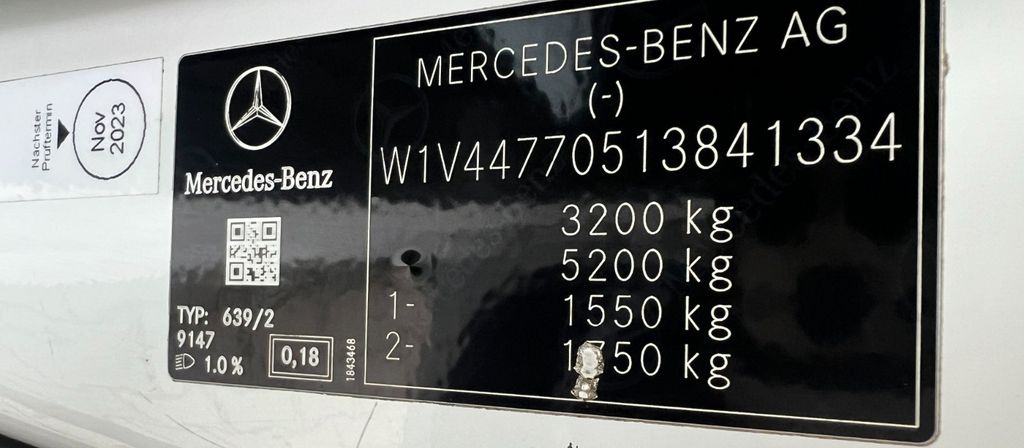 Nächster
Prüftermin
Nov
2023
Mercedes-Benz
TYP: 639/2
9147
1.0 %
0,18
1843468
MERCEDES-BENZ AG
(-)
W1V44770513841334
3200 kg
5200 kg
1- 1550 kg
2- 1750 kg